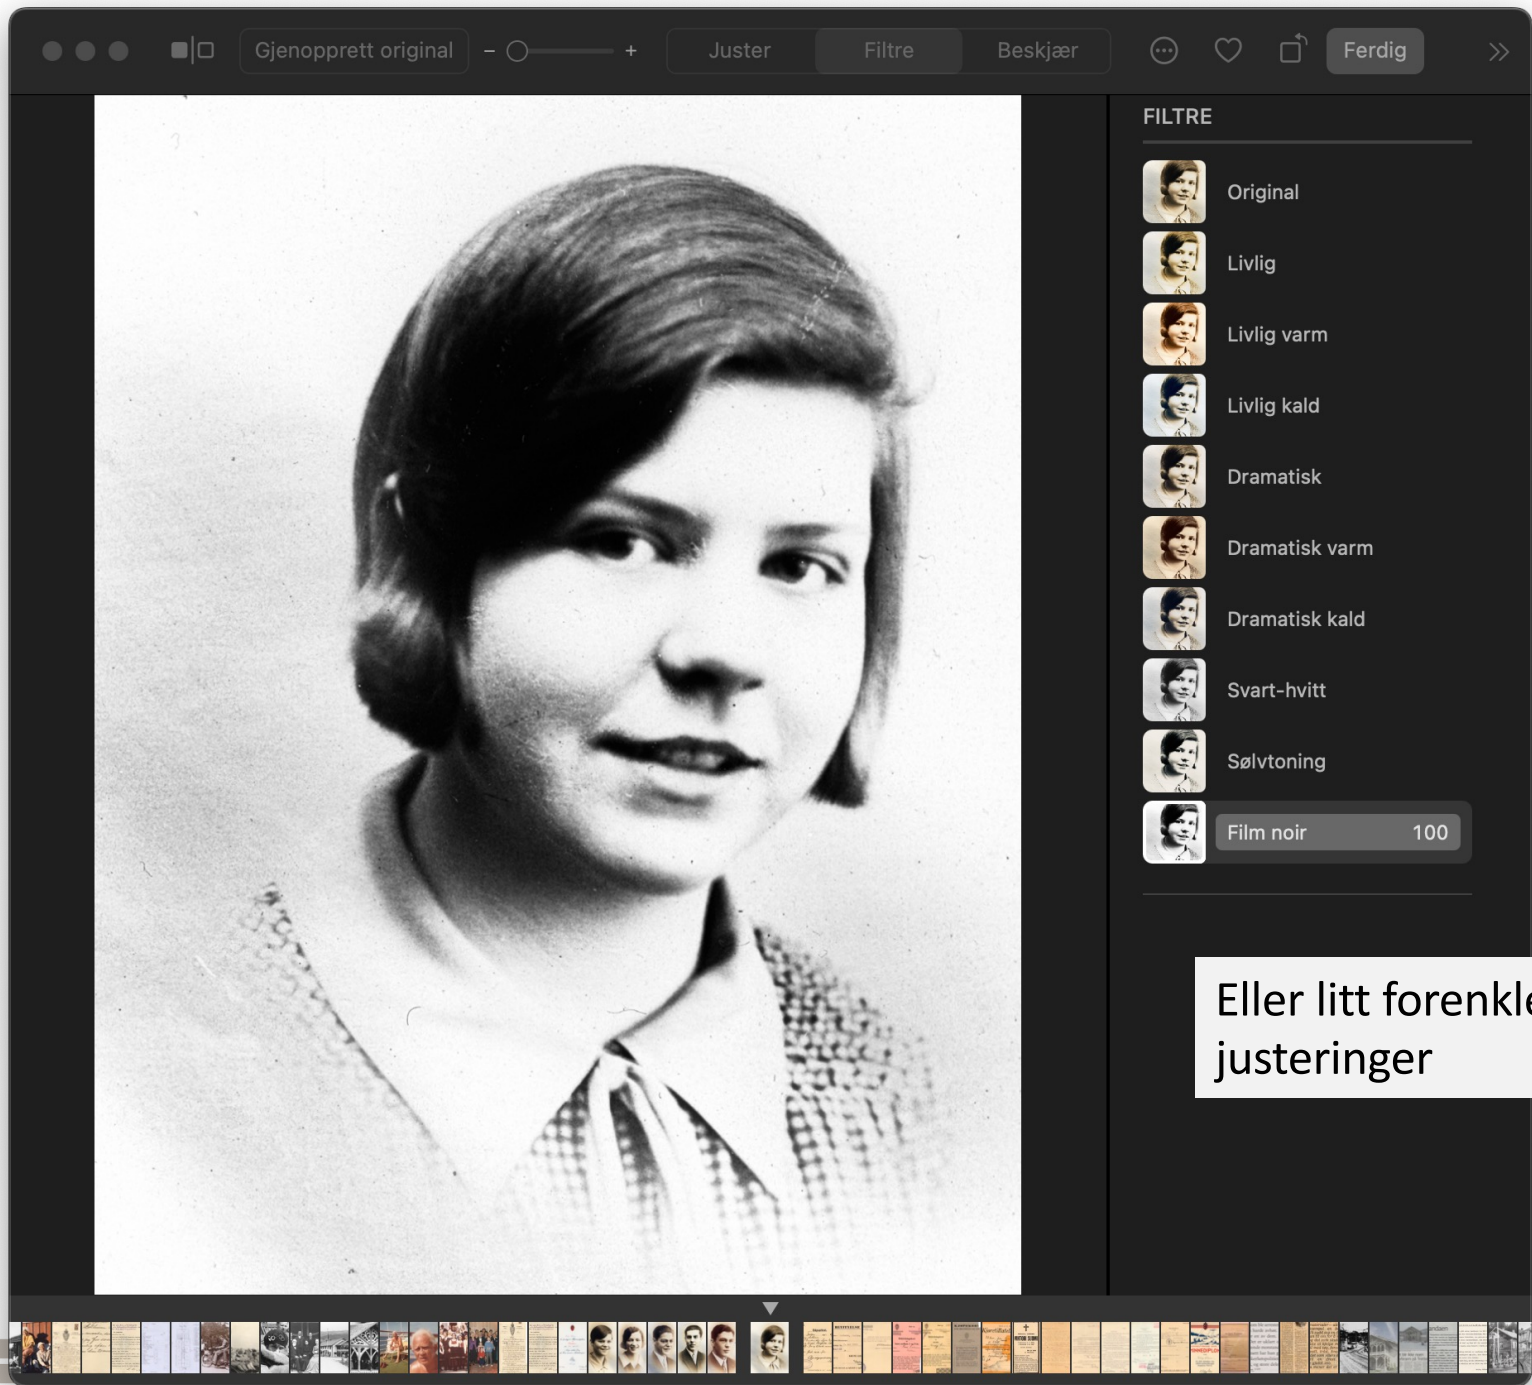 Gjenopprett original
Juster
Filtre
Beskjær
Ferdig
FILTRE
Original
Livlig
Livlig varm
Livlig kald
Dramatisk
Dramatisk varm
Dramatisk kald
Svart-hvitt
Sølvtoning
Film noir 100
Eller litt forenkle
justeringer